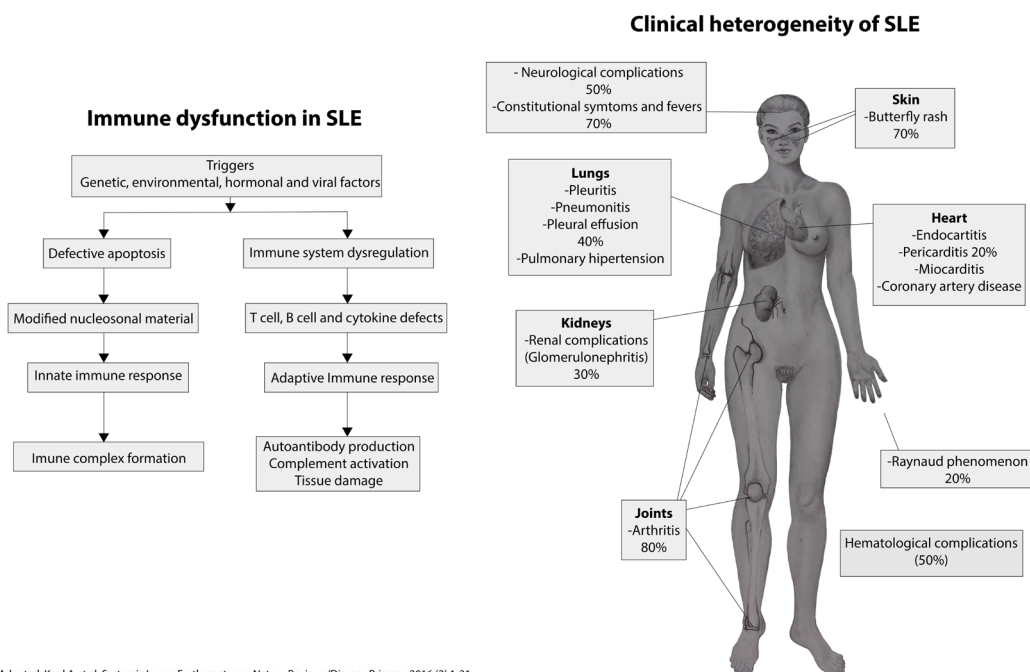 Clinical heterogeneity of SLE
Immune dysfunction in SLE
Triggers
Genetic, environmental, hormonal and viral factors
Defective apoptosis
Immune system dysregulation
Modified nucleosonal material
T cell, B cell and cytokine defects
Innate immune response
Adaptive Immune response
Imune complex formation
Autoantibody production
Complement activation
Tissue damage
- Neurological complications
50%
-Constitutional symtoms and fevers
70%
Skin
-Butterfly rash
70%
Lungs
-Pleuritis
-Pneumonitis
-Pleural effusion
40%
-Pulmonary hipertension
Heart
-Endocartitis
-Pericarditis 20%
-Miocarditis
-Coronary artery disease
Kidneys
-Renal complications
(Glomerulonephritis)
30%
-Raynaud phenomenon
20%
Joints
-Arthritis
80%
Hematological complications
(50%)